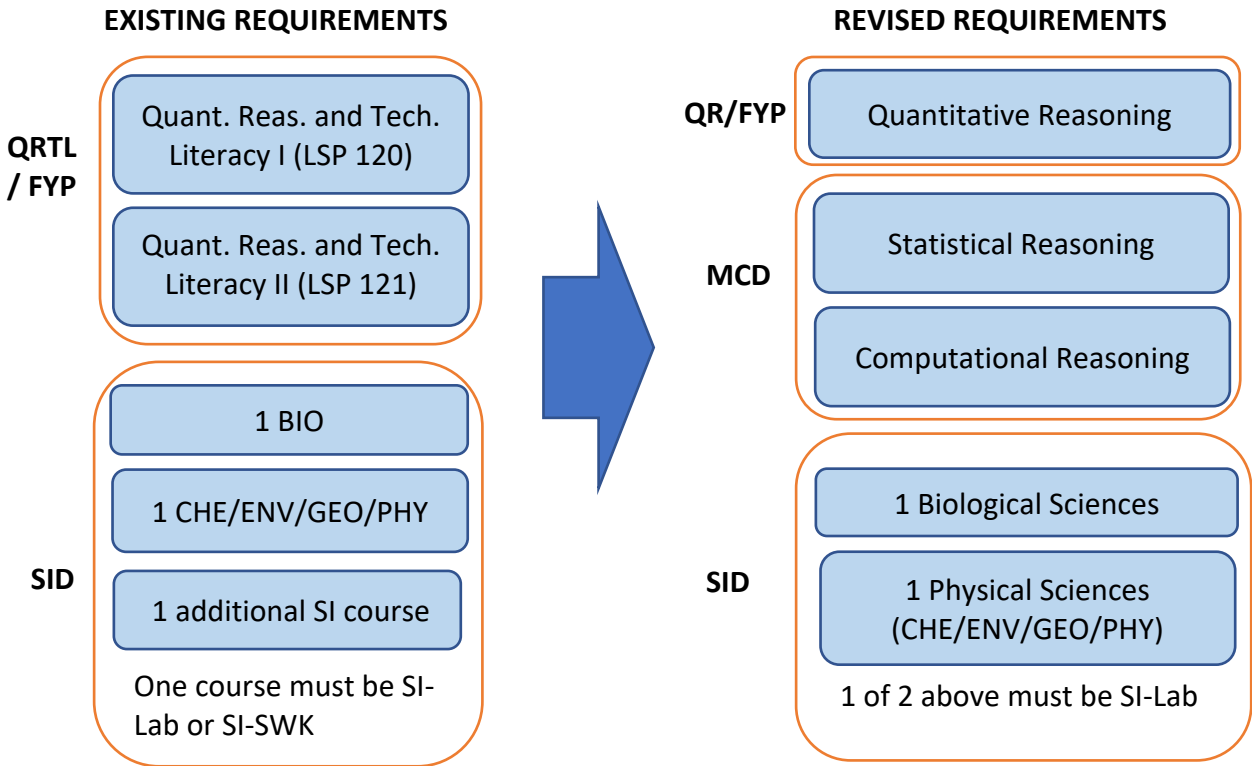 EXISTING REQUIREMENTS
QRTL
/ FYP
Quant. Reas. and Tech.
Literacy I (LSP 120)
Quant. Reas. and Tech.
Literacy II (LSP 121)
SID
1 BIO
1 CHE/ENV/GEO/PHY
1 additional SI course
One course must be SI-
Lab or SI-SWK
REVISED REQUIREMENTS
QR/FYP
Quantitative Reasoning
MCD
Statistical Reasoning
Computational Reasoning
SID
1 Biological Sciences
1 Physical Sciences
(CHE/ENV/GEO/PHY)
1 of 2 above must be SI-Lab